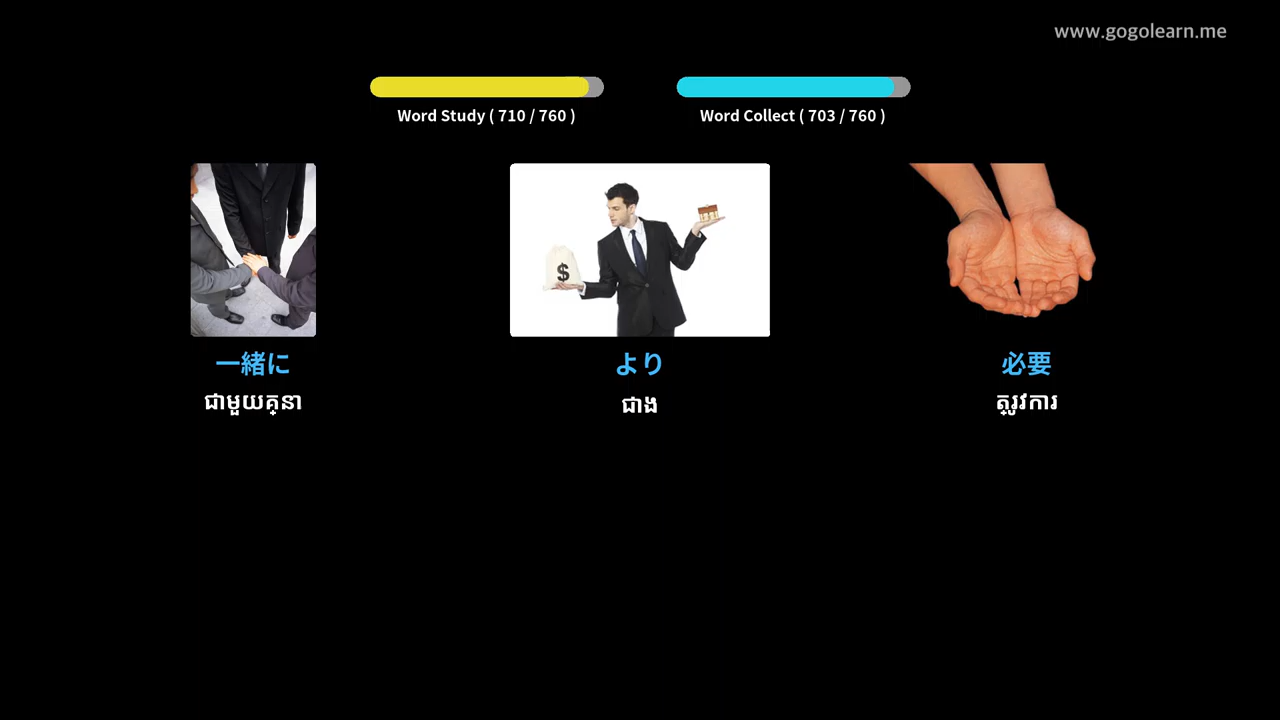 www.gogolearn.me
Word Study ( 710 / 760 )
Word Collect ( 703 / 760 )
$
一緒に
より
必要
ជាមួយគ្នា
ជាង
ត្រូវការ